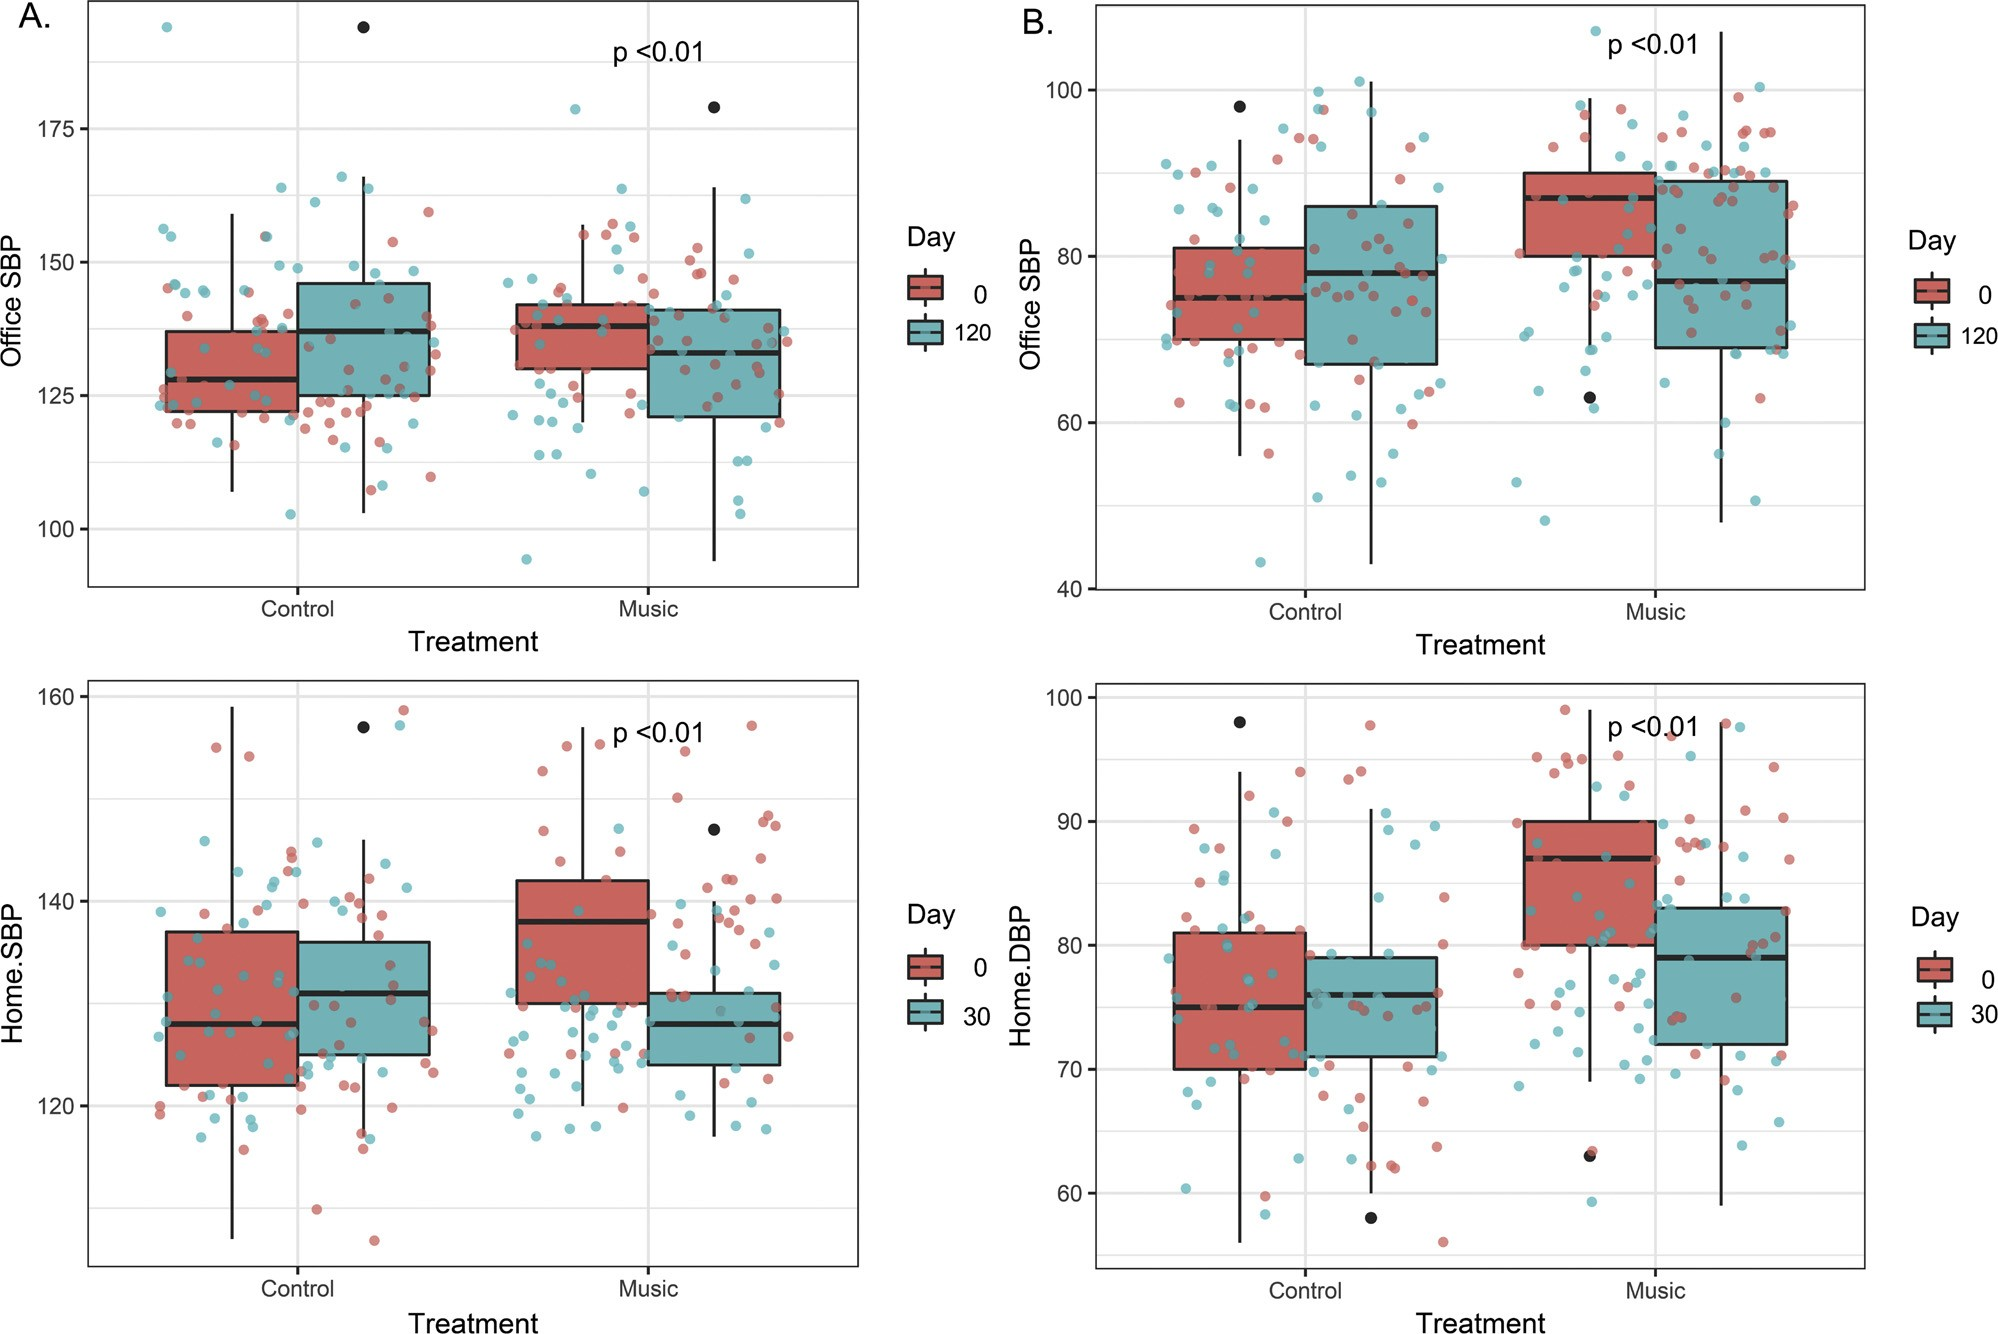 A.
p <0.01
175
150
125
100
Office SBP
Control
Music
Treatment
Day
0
120
B.
p <0.01
100
80
60
40
Office SBP
Control
Music
Treatment
Day
0
120
p <0.01
160
140
120
Home.SBP
Control
Music
Treatment
Day
0
30
p <0.01
100
90
80
70
60
Home.DBP
Control
Music
Treatment
Day
0
30